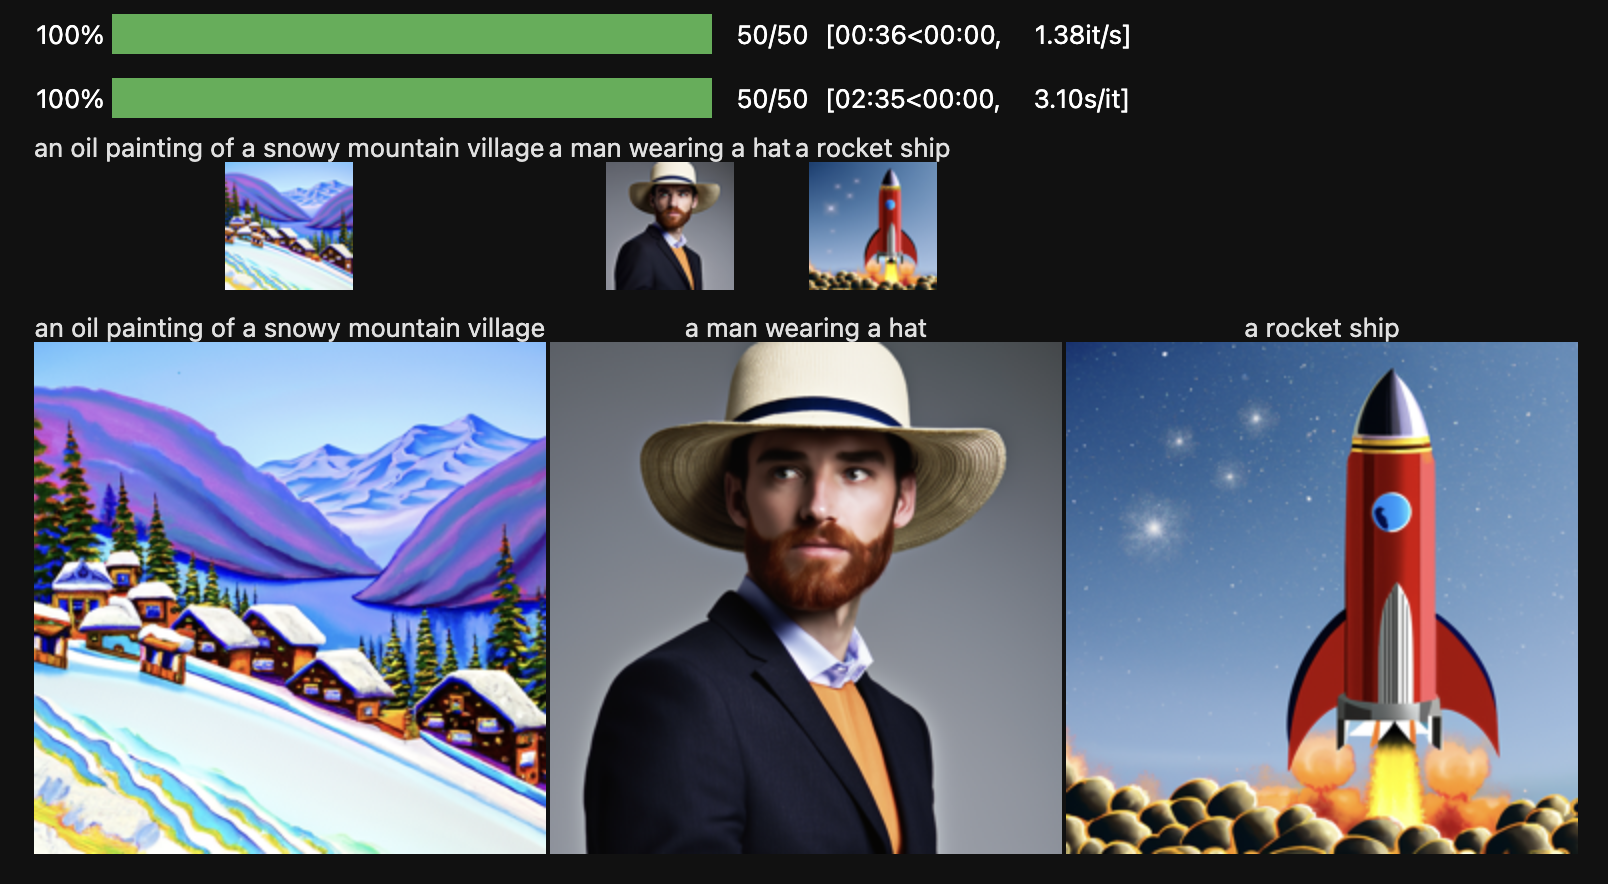 100% 50/50 [00:36<00:00, 1.38it/s]
100% 50/50 [02:35<00:00, 3.10s/it]
an oil painting of a snowy mountain village a man wearing a hat a rocket ship
an oil painting of a snowy mountain village a man wearing a hat a rocket ship